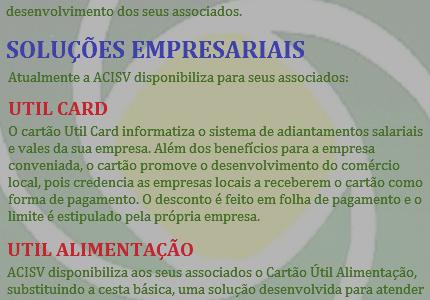 desenvolvimento dos seus associados.
SOLUÇÕES EMPRESARIAIS
Atualmente a ACISV disponibiliza para seus associados:
UTIL CARD
O cartão Util Card informatiza o sistema de adiantamentos salariais
e vales da sua empresa. Além dos benefícios para a empresa
conveniada, o cartão promove o desenvolvimento do comércio
local, pois credencia as empresas locais a receberem o cartão como
forma de pagamento. O desconto é feito em folha de pagamento e o
limite é estipulado pela própria empresa.
UTIL ALIMENTAÇÃO
ACISV disponibiliza aos seus associados o Cartão Útil Alimentação,
substituindo a cesta básica, uma solução desenvolvida para atender